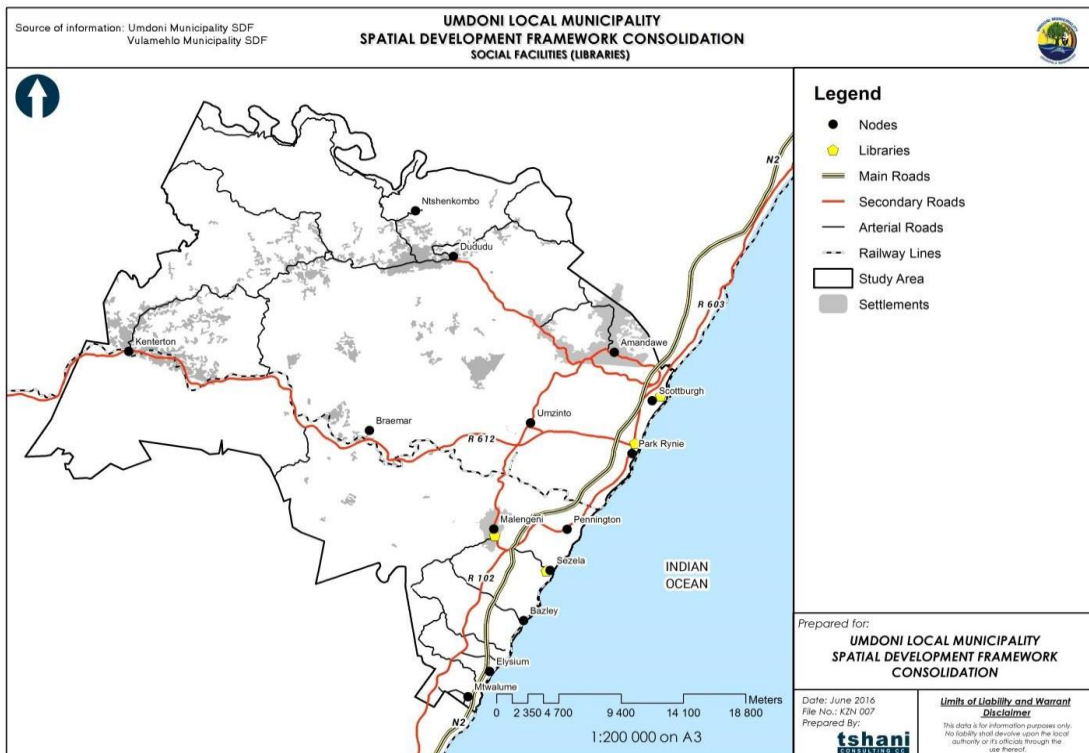 Source of information: Umdoni Municipality SDF
Vulamehlo Municipality SDF
UMDONI LOCAL MUNICIPALITY
SPATIAL DEVELOPMENT FRAMEWORK CONSOLIDATION
SOCIAL FACILITIES (LIBRARIES)
Legend
Nodes
Libraries
Main Roads
Secondary Roads
Arterial Roads
Railway Lines
Study Area
Settlements
N2
Ntshenkombo
Dududu
R 603
Kenterton
Amandawe
Scottburgh
Braemar
Umzinto
R 612
Park Rynie
Malengeni
Pennington
Sezela
INDIAN
OCEAN
R 102
Bazley
Elysium
Mtwalume
N2
Meters
0 2 350 4 700 9 400 14 100 18 800
1:200 000 on A3
Prepared for:
UMDONI LOCAL MUNICIPALITY
SPATIAL DEVELOPMENT FRAMEWORK
CONSOLIDATION
Date: June 2016
File No.: KZN 007
Prepared By:
tshani
CONSULTING CC
Limits of Liability and Warrant
Disclaimer
This data is for information purposes only.
No liability shall devolve upon the local
authority or it's officials through the
use thereof.